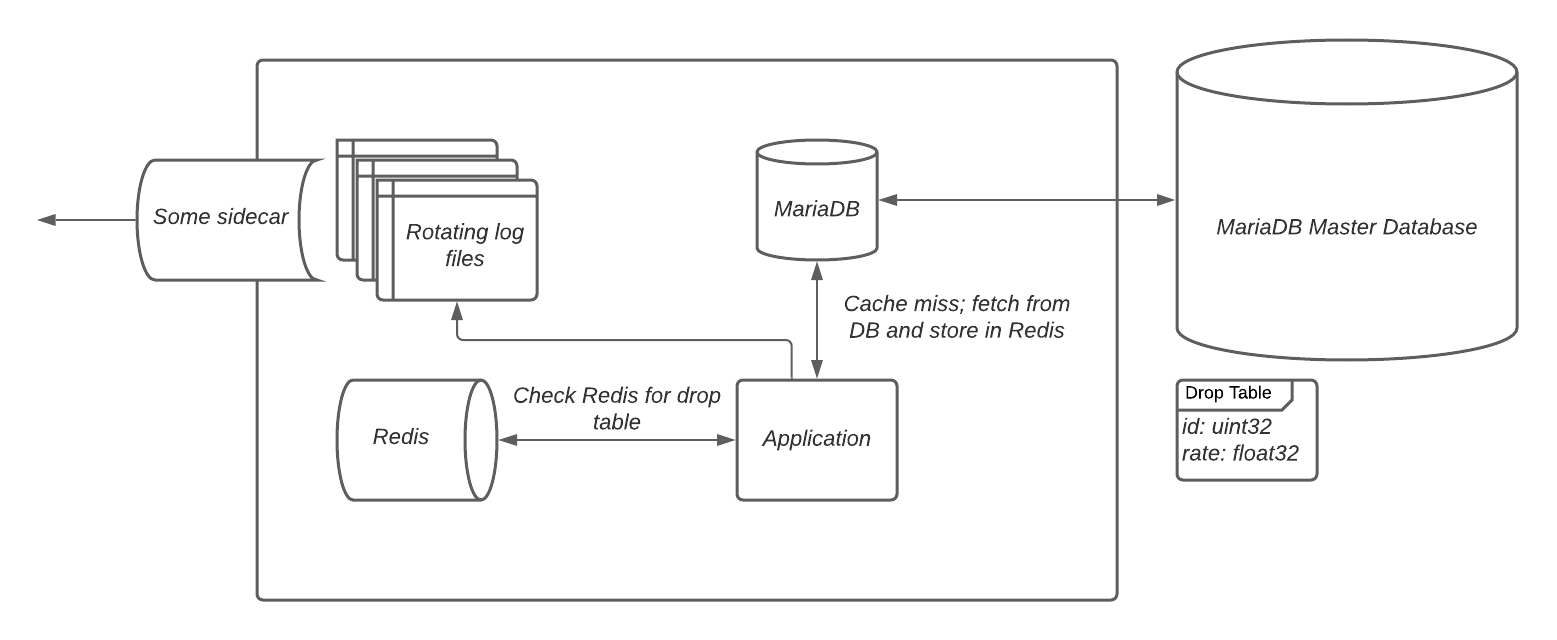 Some sidecar
Rotating log
files
MariaDB
MariaDB Master Database
Cache miss; fetch from
DB and store in Redis
Redis
Check Redis for drop
table
Application
Drop Table
id: uint32
rate: float32